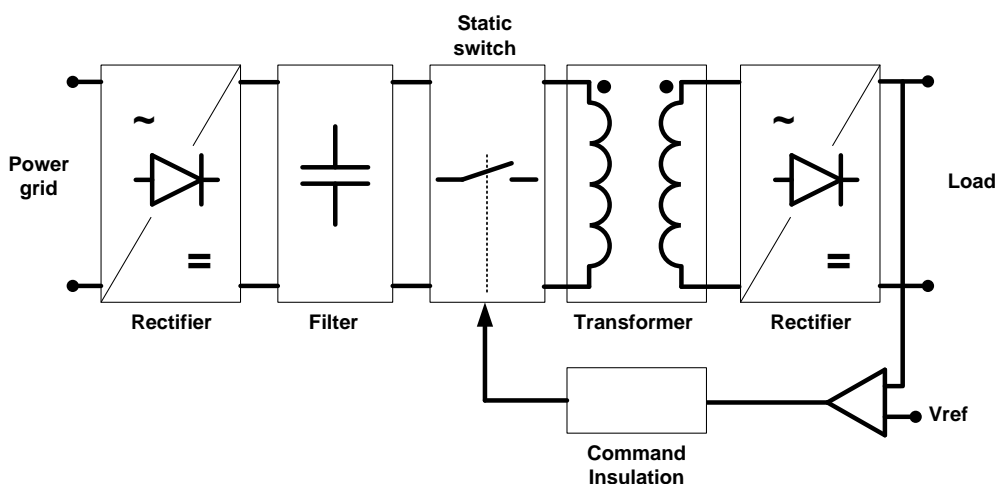 Static
switch
~
~
Power
grid
Load
=
=
Rectifier
Filter
Transformer
Rectifier
Vref
Command
Insulation